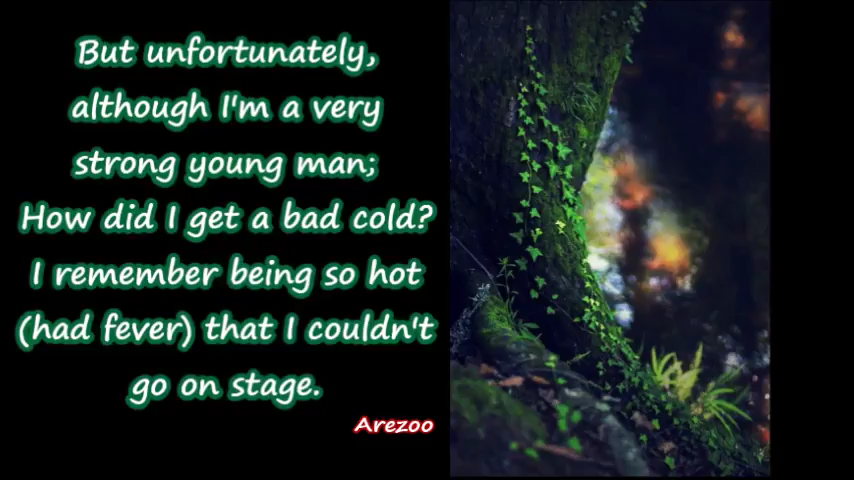 But unfortunately,
although I'm a very
strong young man;
How did I get a bad cold?
I remember being so hot
(had fever) that I couldn't
go on stage.
Arezoo